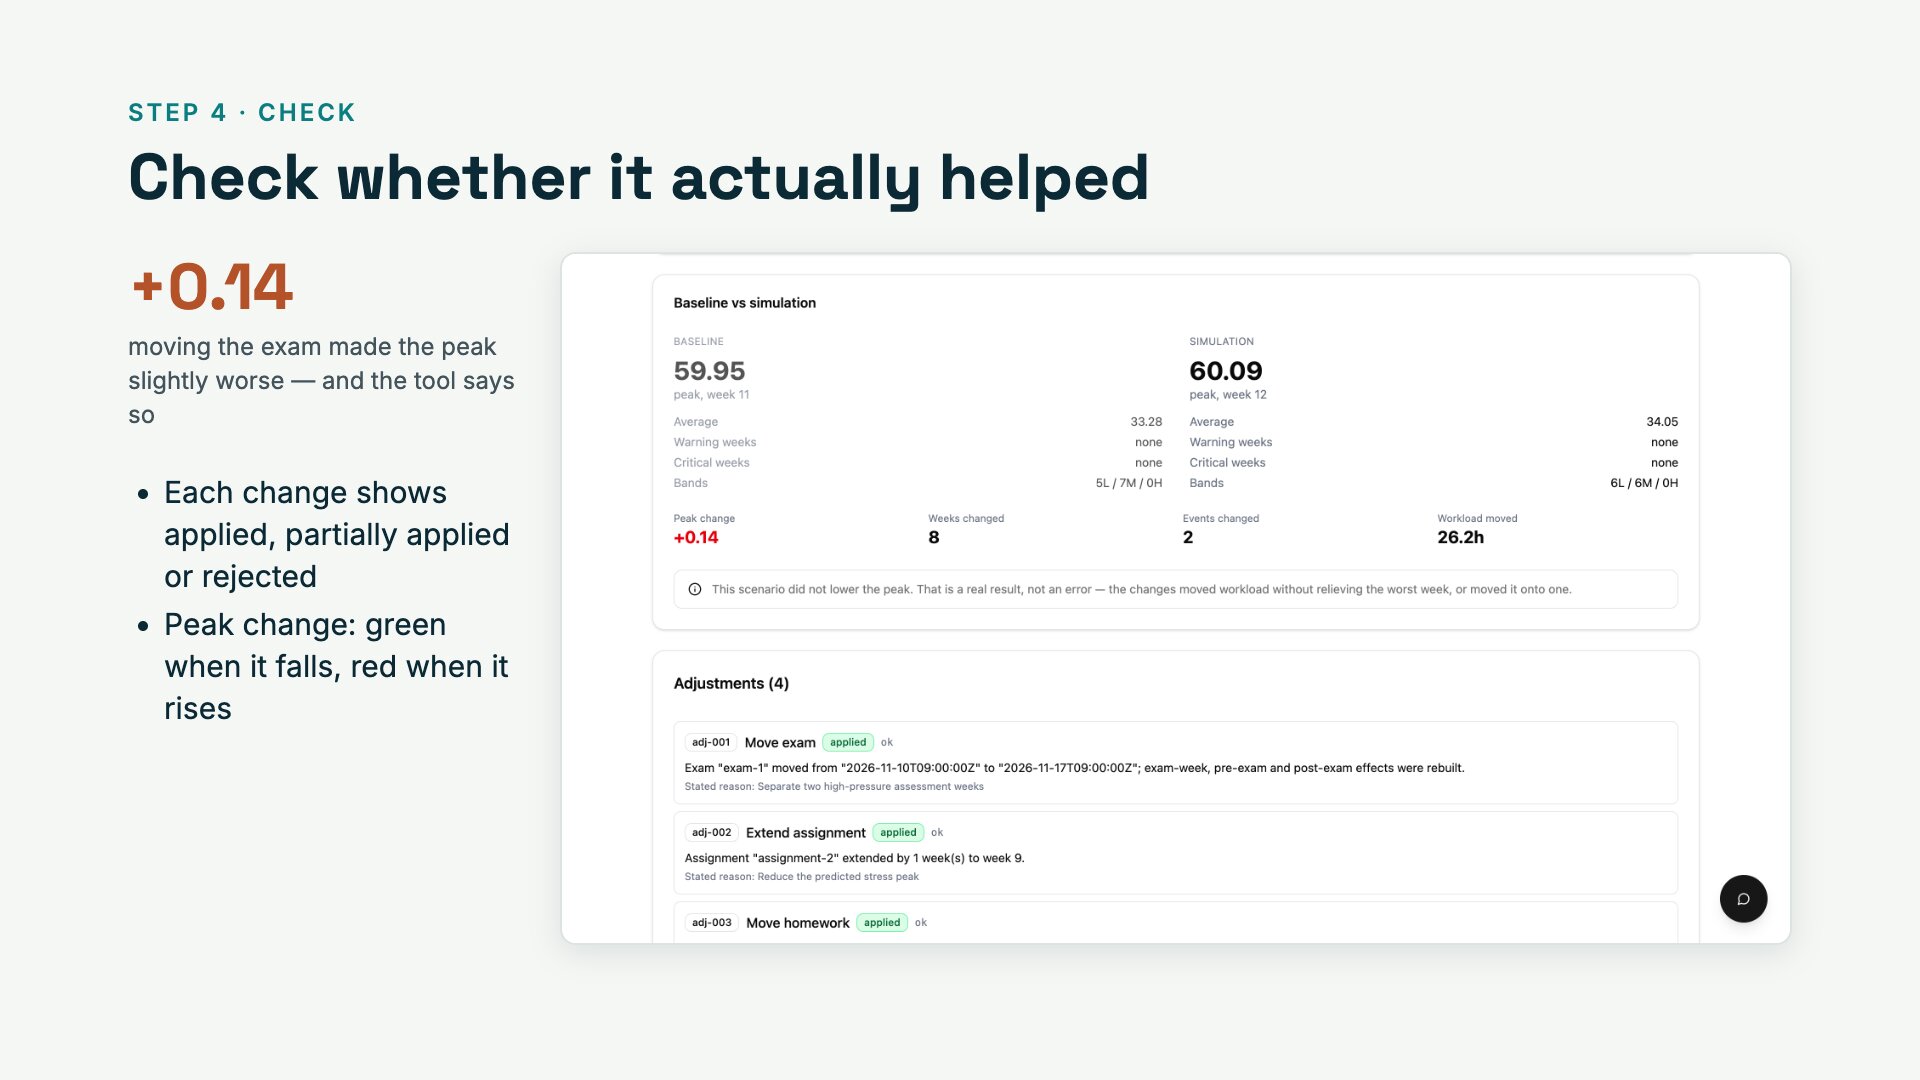 STEP 4 · CHECK
Check whether it actually helped
+0.14
moving the exam made the peak
slightly worse — and the tool says
so
• Each change shows
applied, partially applied
or rejected
• Peak change: green
when it falls, red when it
rises
Baseline vs simulation
BASELINE
59.95
peak, week 11
Average 33.28
Warning weeks none
Critical weeks none
Bands 5L / 7M / 0H
SIMULATION
60.09
peak, week 12
Average 34.05
Warning weeks none
Critical weeks none
Bands 6L / 6M / 0H
Peak change
+0.14
Weeks changed
8
Events changed
2
Workload moved
26.2h
This scenario did not lower the peak. That is a real result, not an error — the changes moved workload without relieving the worst week, or moved it onto one.
Adjustments (4)
adj-001 Move exam applied ok
Exam "exam-1" moved from "2026-11-10T09:00:00Z" to "2026-11-17T09:00:00Z"; exam-week, pre-exam and post-exam effects were rebuilt.
Stated reason: Separate two high-pressure assessment weeks
adj-002 Extend assignment applied ok
Assignment "assignment-2" extended by 1 week(s) to week 9.
Stated reason: Reduce the predicted stress peak
adj-003 Move homework applied ok